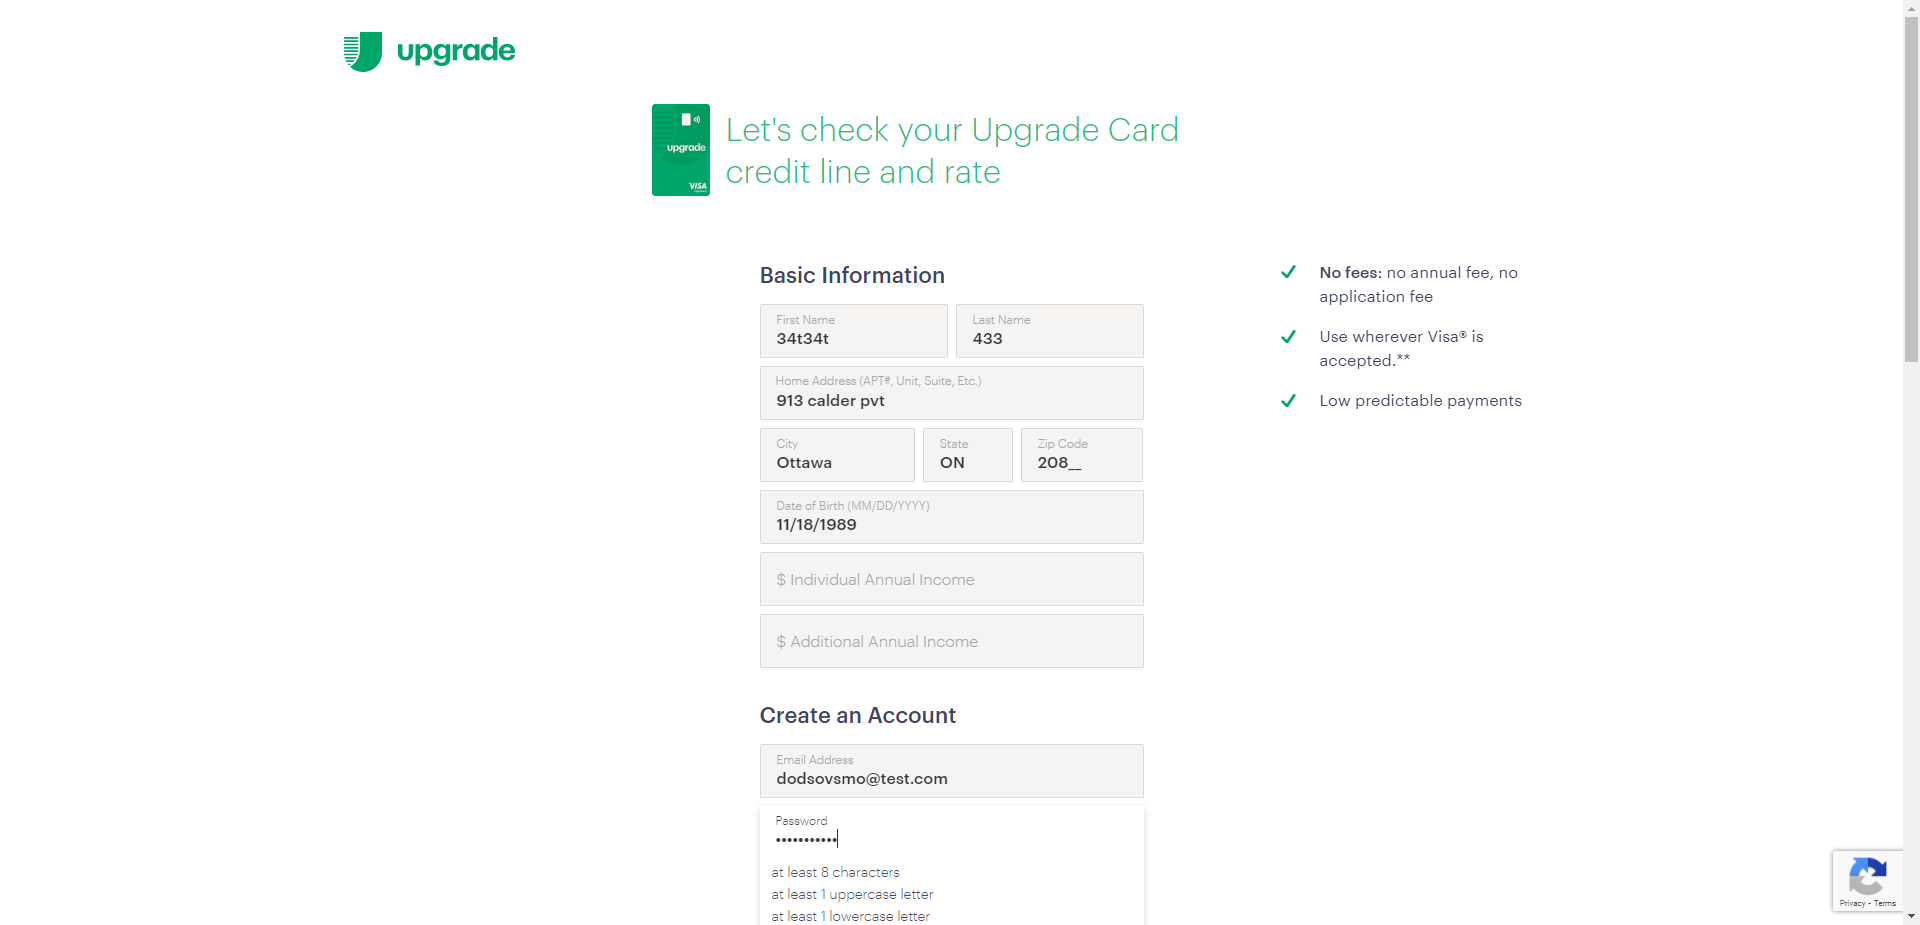 upgrade
upgrade
VISA
Let's check your Upgrade Card
credit line and rate
Basic Information
First Name
34t34t
Last Name
433
Home Address (APT#, Unit, Suite, Etc.)
913 calder pvt
City
Ottawa
State
ON
Zip Code
208__
Date of Birth (MM/DD/YYYY)
11/18/1989
$ Individual Annual Income
$ Additional Annual Income
No fees: no annual fee, no
application fee
Use wherever Visa® is
accepted.**
Low predictable payments
Create an Account
Email Address
dodsovsmo@test.com
Password
•••••••••••
at least 8 characters
at least 1 uppercase letter
at least 1 lowercase letter
Privacy - Terms